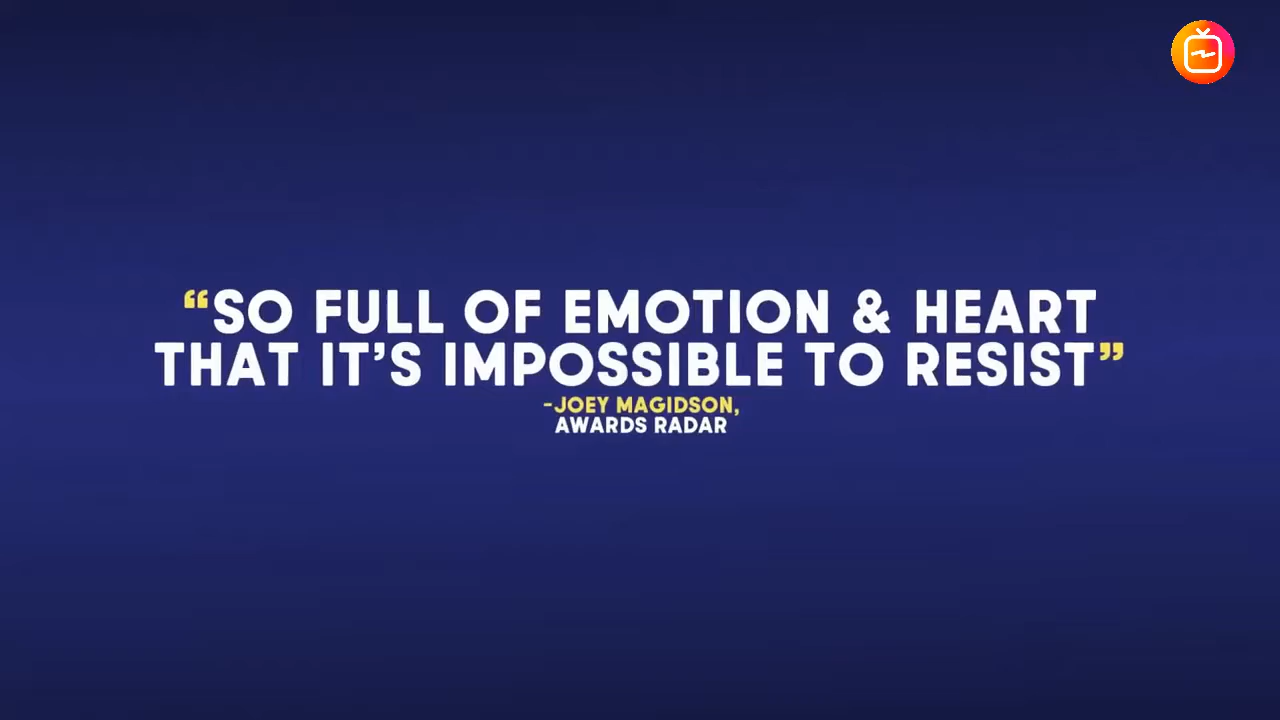 “SO FULL OF EMOTION & HEART
THAT IT’S IMPOSSIBLE TO RESIST”
-JOEY MAGIDSON,
AWARDS RADAR